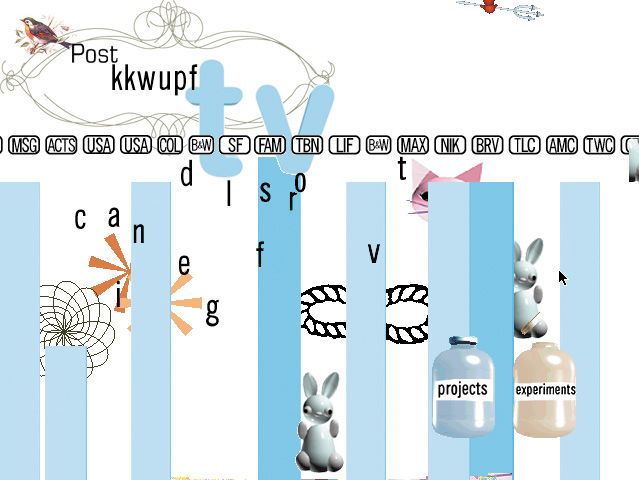 Post
kkwupf
tv
MSG ACTS USA USA COL B&W SF FAM TBN LIF B&W MAX NIK BRV TLC AMC TWC
d l s r o t
c a n
f v
e
i g
projects experiments